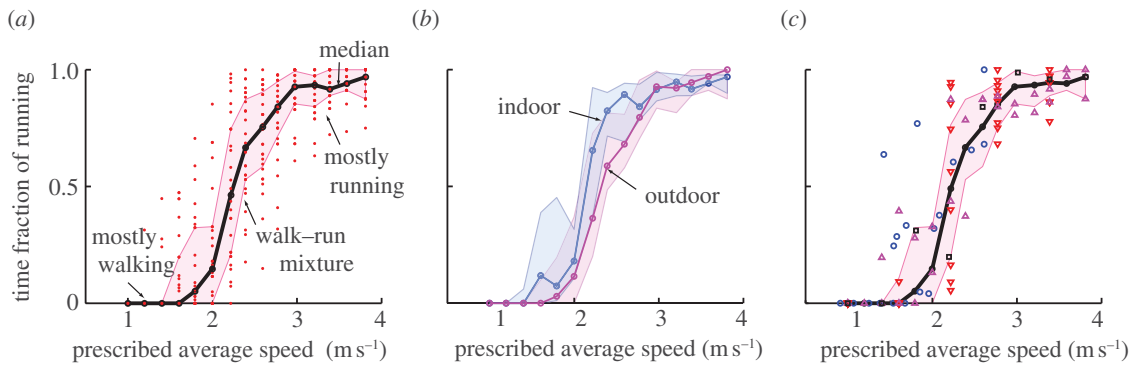 (a)
time fraction of running
1.0
0.5
0
median
mostly
running
mostly
walking
walk–run
mixture
1 2 3 4
prescribed average speed (m s⁻¹)
(b)
indoor
outdoor
1 2 3 4
prescribed average speed (m s⁻¹)
(c)
1 2 3 4
prescribed average speed (m s⁻¹)